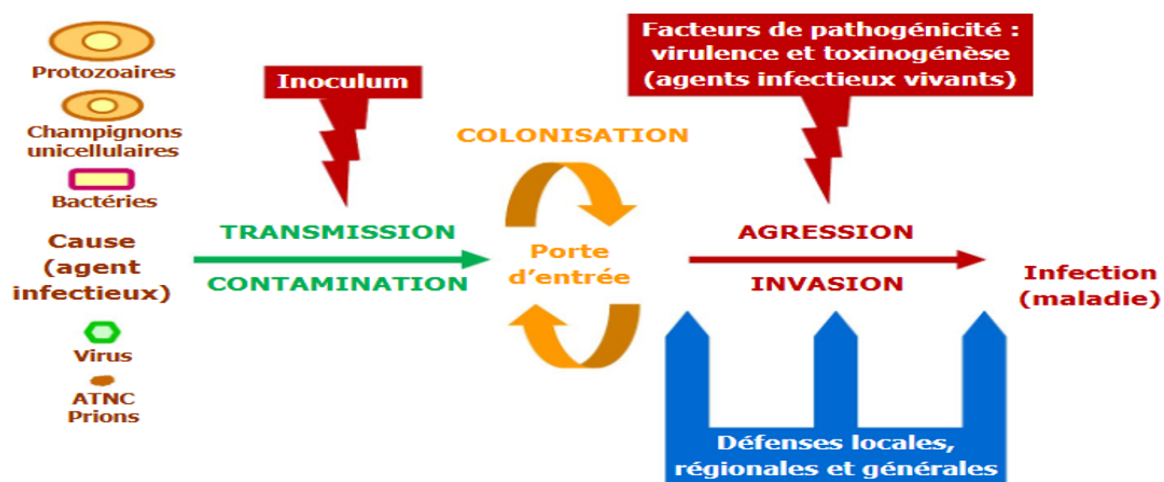 Protozoaires
Champignons
unicellulaires
Bactéries
Cause
(agent
infectieux)
Virus
ATNC
Prions
Inoculum
TRANSMISSION
CONTAMINATION
COLONISATION
Porte
d'entrée
Facteurs de pathogénicité :
virulence et toxinogénèse
(agents infectieux vivants)
AGRESSION
INVASION
Infection
(maladie)
Défenses locales,
régionales et générales